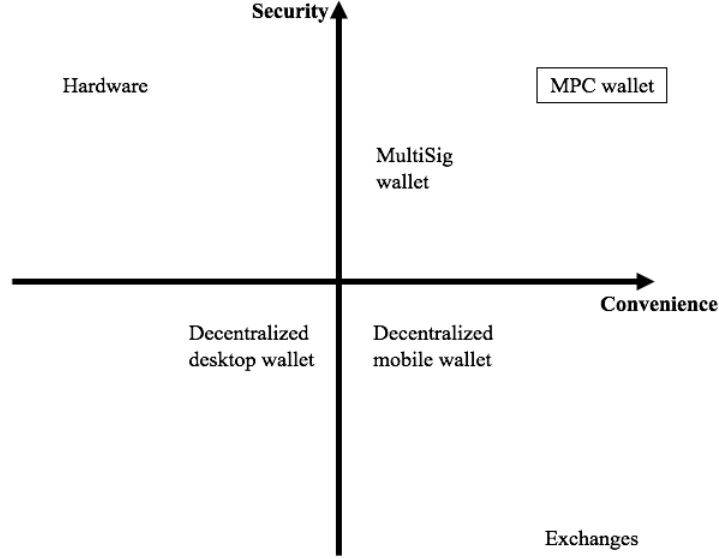 Security
Hardware
MPC wallet
MultiSig
wallet
Convenience
Decentralized
desktop wallet
Decentralized
mobile wallet
Exchanges